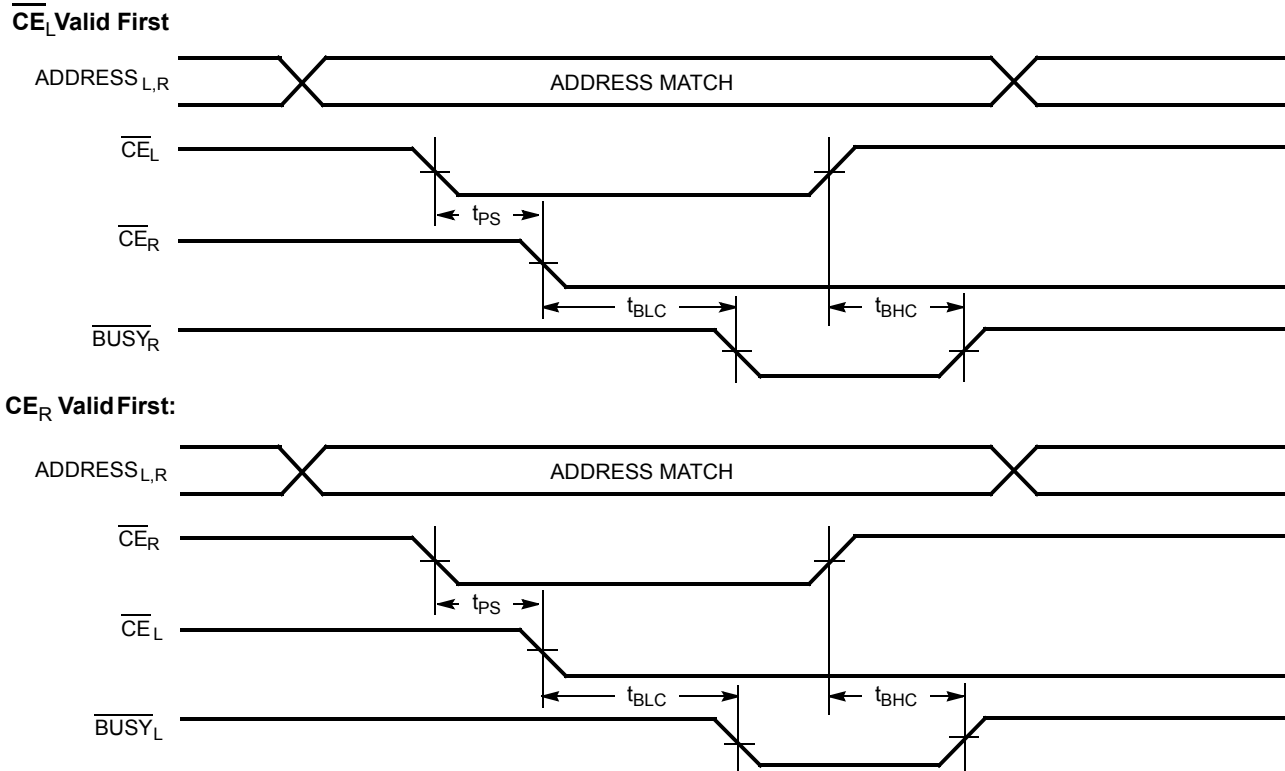 CE_L Valid First
ADDRESS_L,R
ADDRESS MATCH
CE_L
t_PS
CE_R
t_BLC
t_BHC
BUSY_R
CE_R Valid First:
ADDRESS_L,R
ADDRESS MATCH
CE_R
t_PS
CE_L
t_BLC
t_BHC
BUSY_L